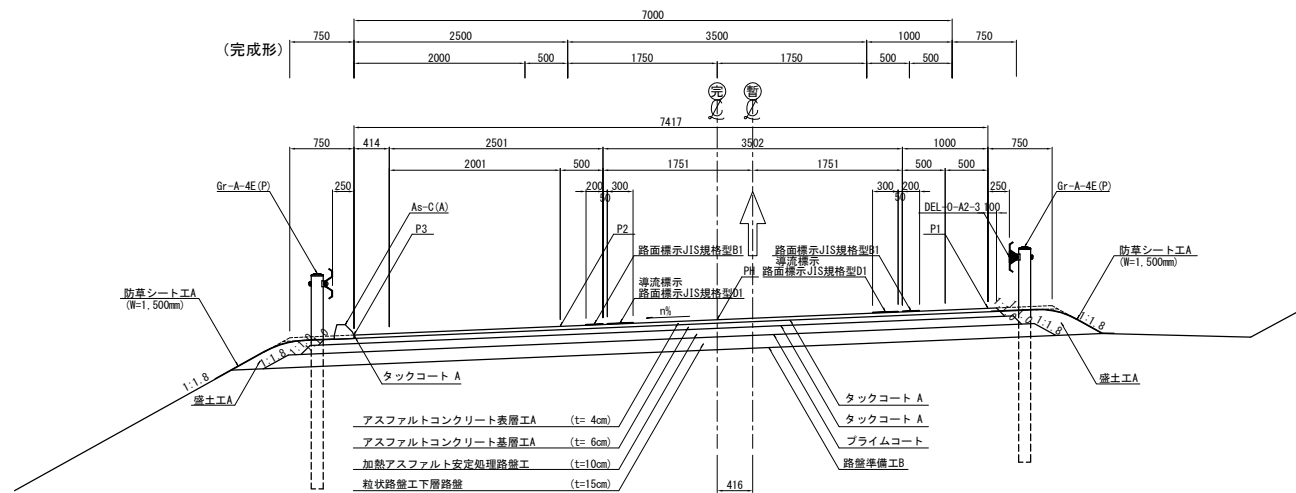 7000
(完成形)
750
2500
3500
1000
750
2000
500
1750
1750
500
500
完
暫
7417
750
414
2501
3502
1000
750
2001
500
1751
1751
500
500
Gr-A-4E(P)
250
As-C(A)
P3
200
300
50
P2
300
200
50
DEL-O-A2-3
100
250
Gr-A-4E(P)
P1
路面標示JIS規格型B1
導流標示
路面標示JIS規格型D1
路面標示JIS規格型B1
導流標示
路面標示JIS規格型D1
PH
n%
防草シート工A
(W=1,500mm)
防草シート工A
(W=1,500mm)
1:1.8
1:1.8
1:1.8
1:1.8
盛土工A
盛土工A
タックコート A
アスファルトコンクリート表層工A (t= 4cm)
アスファルトコンクリート基層工A (t= 6cm)
加熱アスファルト安定処理路盤工 (t=10cm)
粒状路盤工下層路盤 (t=15cm)
タックコート A
タックコート A
プライムコート
路盤準備工B
416